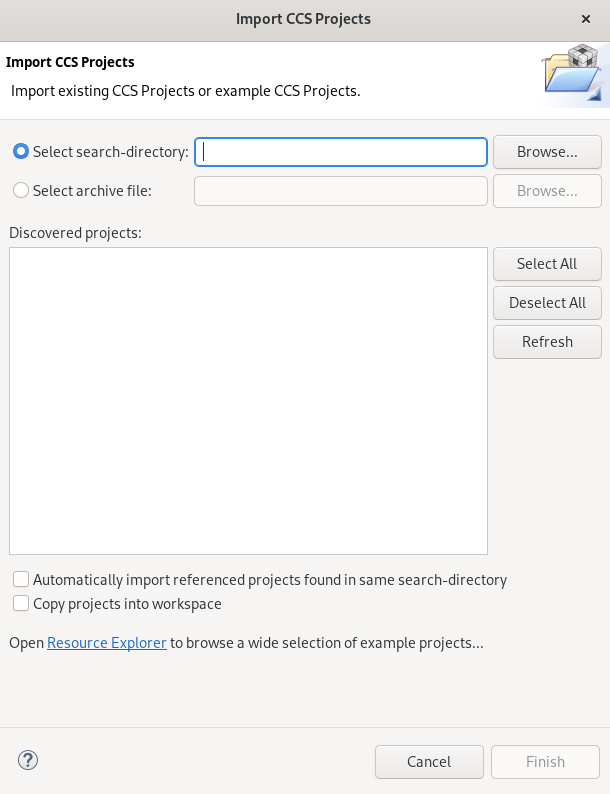 Import CCS Projects
Import CCS Projects
Import existing CCS Projects or example CCS Projects.
Select search-directory:
Browse...
Select archive file:
Browse...
Discovered projects:
Select All
Deselect All
Refresh
Automatically import referenced projects found in same search-directory
Copy projects into workspace
Open Resource Explorer to browse a wide selection of example projects...
?
Cancel
Finish